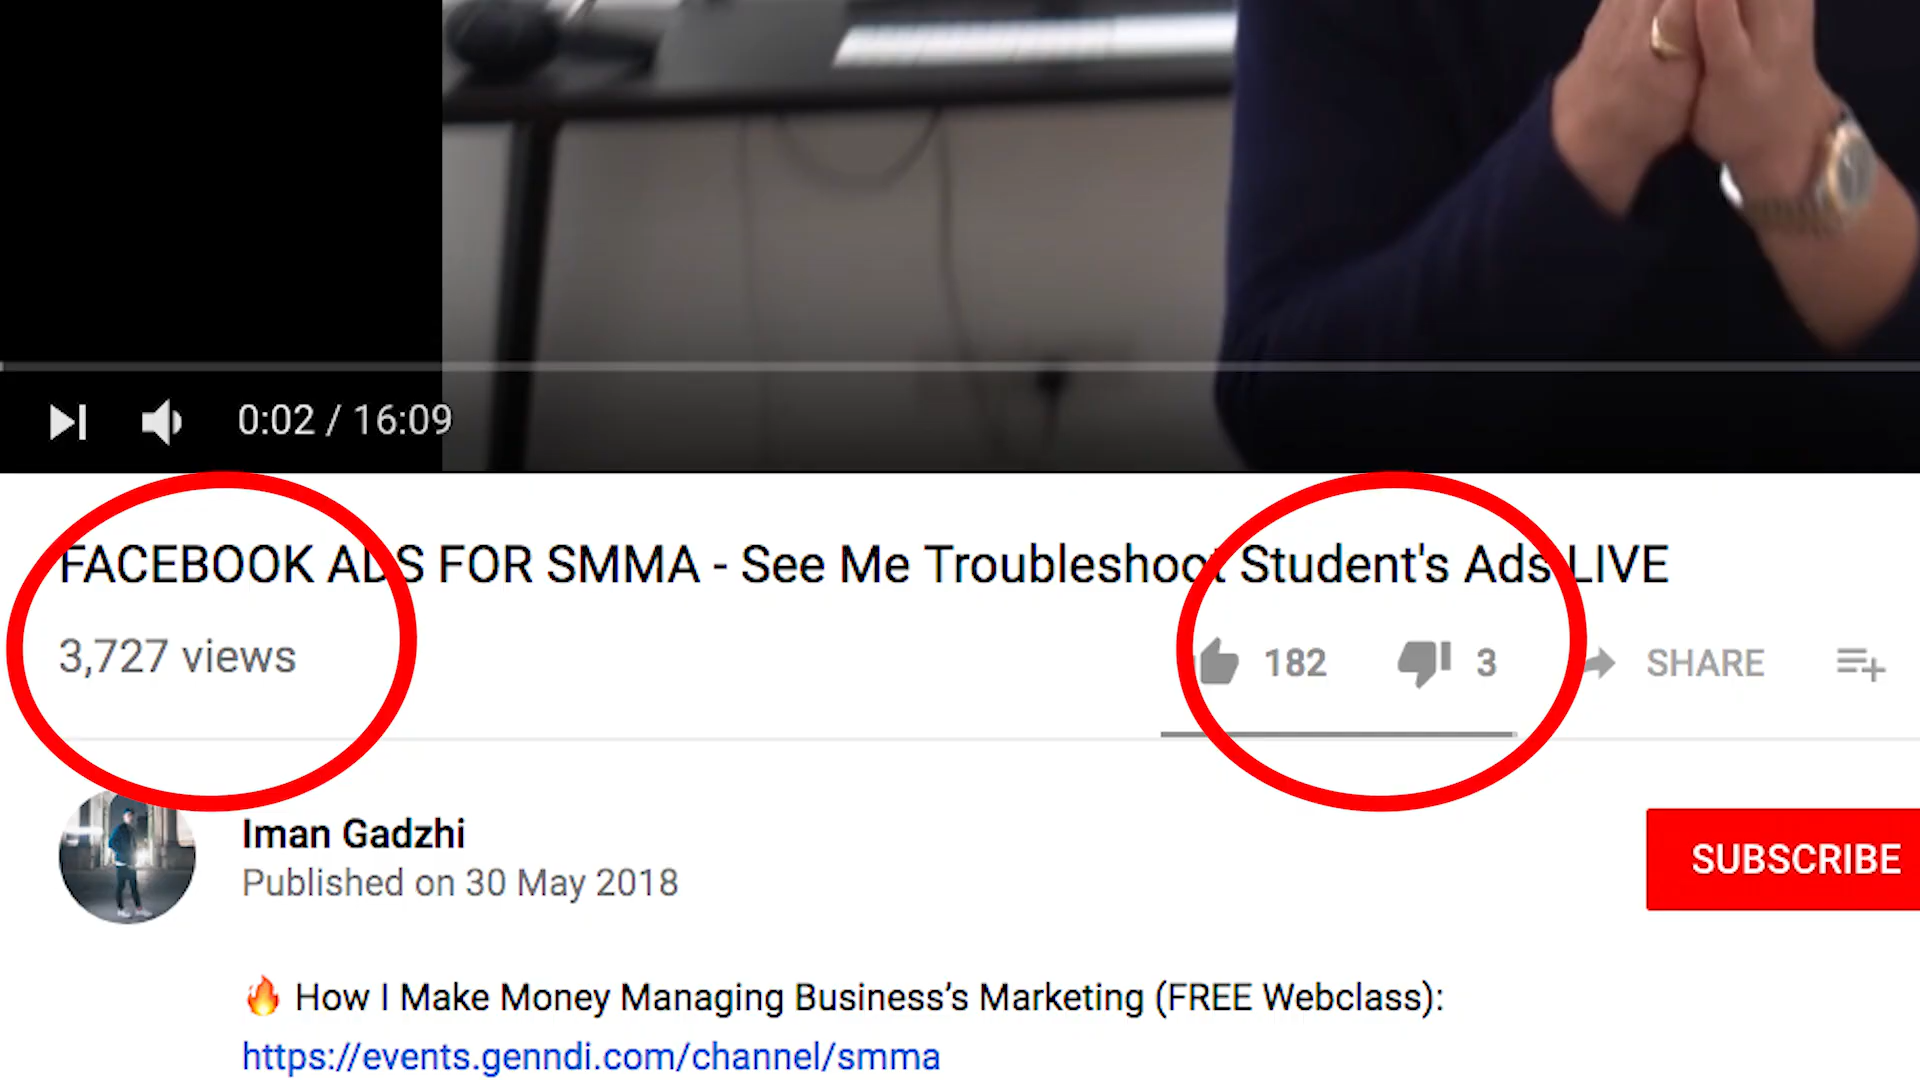 0:02 / 16:09
FACEBOOK ADS FOR SMMA - See Me Troubleshoot Student's Ads LIVE
3,727 views
182 3 SHARE
Iman Gadzhi
Published on 30 May 2018
SUBSCRIBE
🔥 How I Make Money Managing Business’s Marketing (FREE Webclass):
https://events.genndi.com/channel/smma